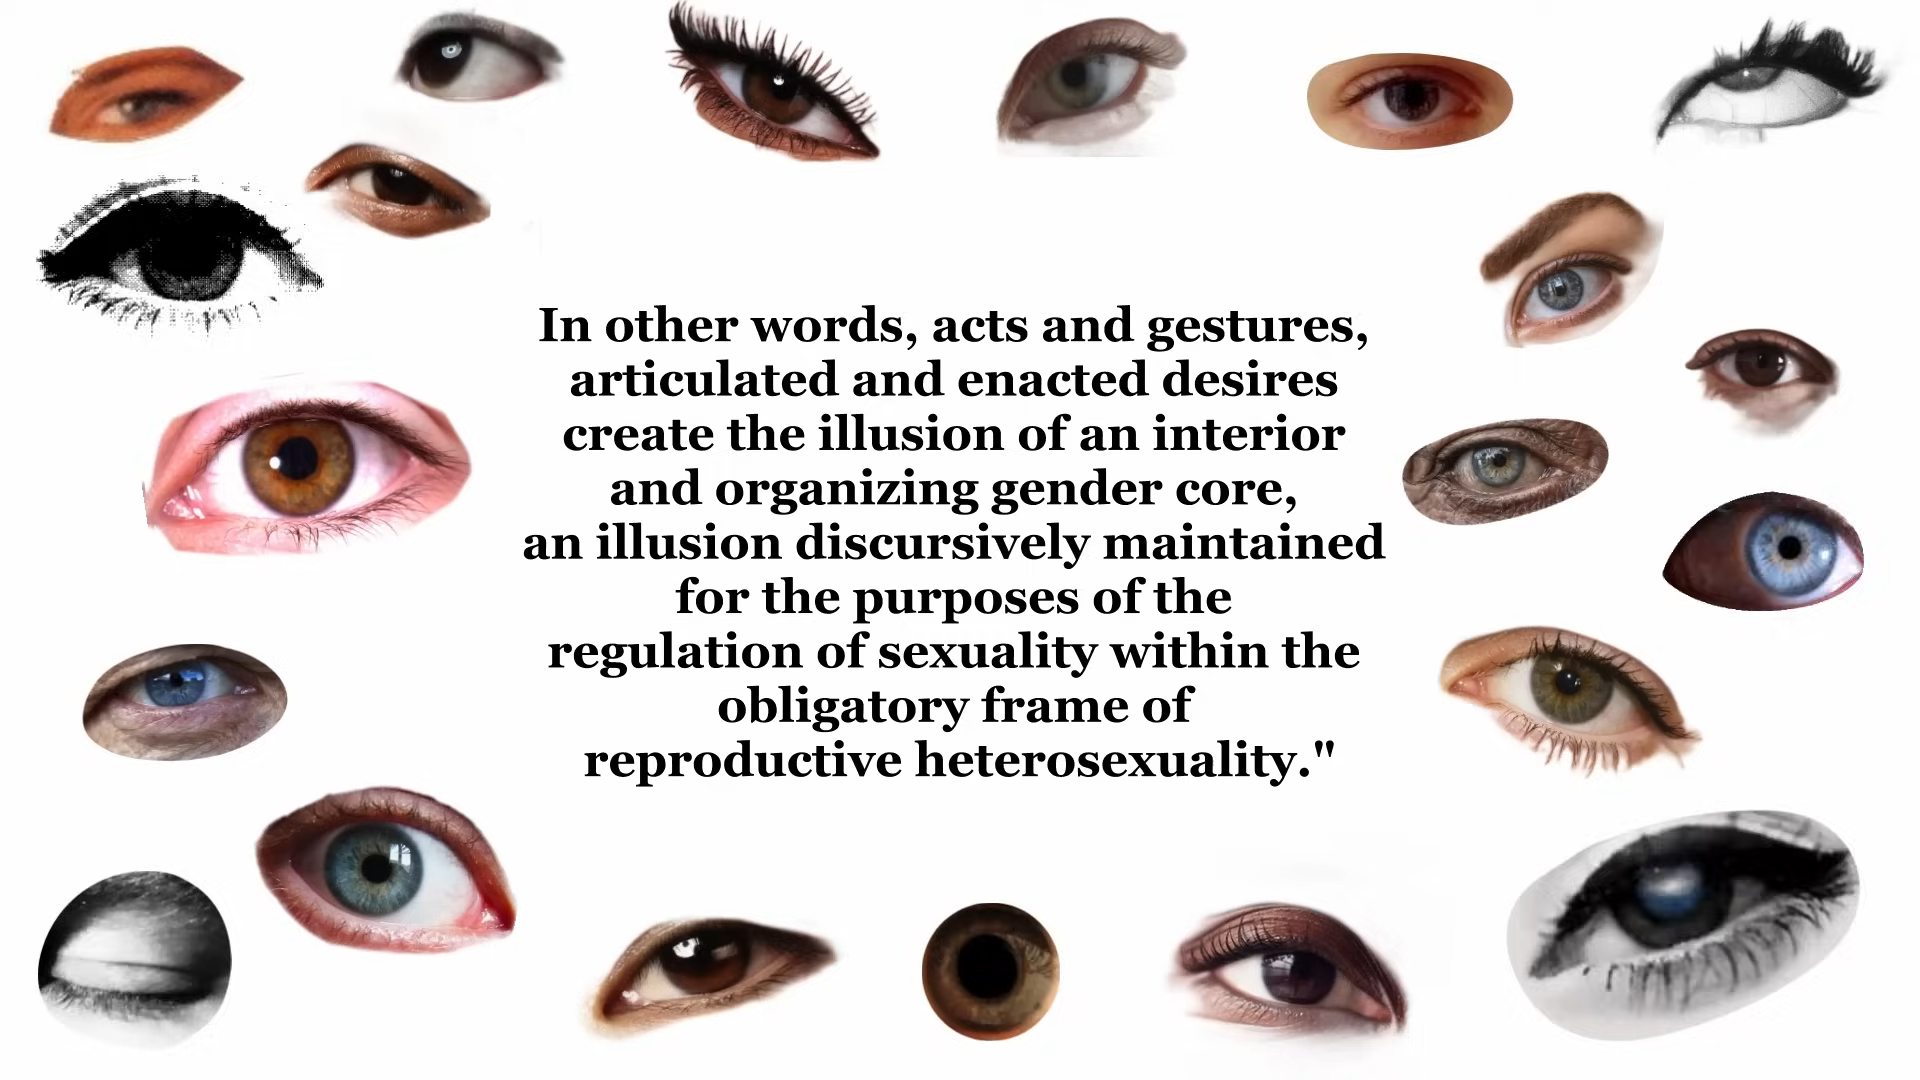 In other words, acts and gestures,
articulated and enacted desires
create the illusion of an interior
and organizing gender core,
an illusion discursively maintained
for the purposes of the
regulation of sexuality within the
obligatory frame of
reproductive heterosexuality."